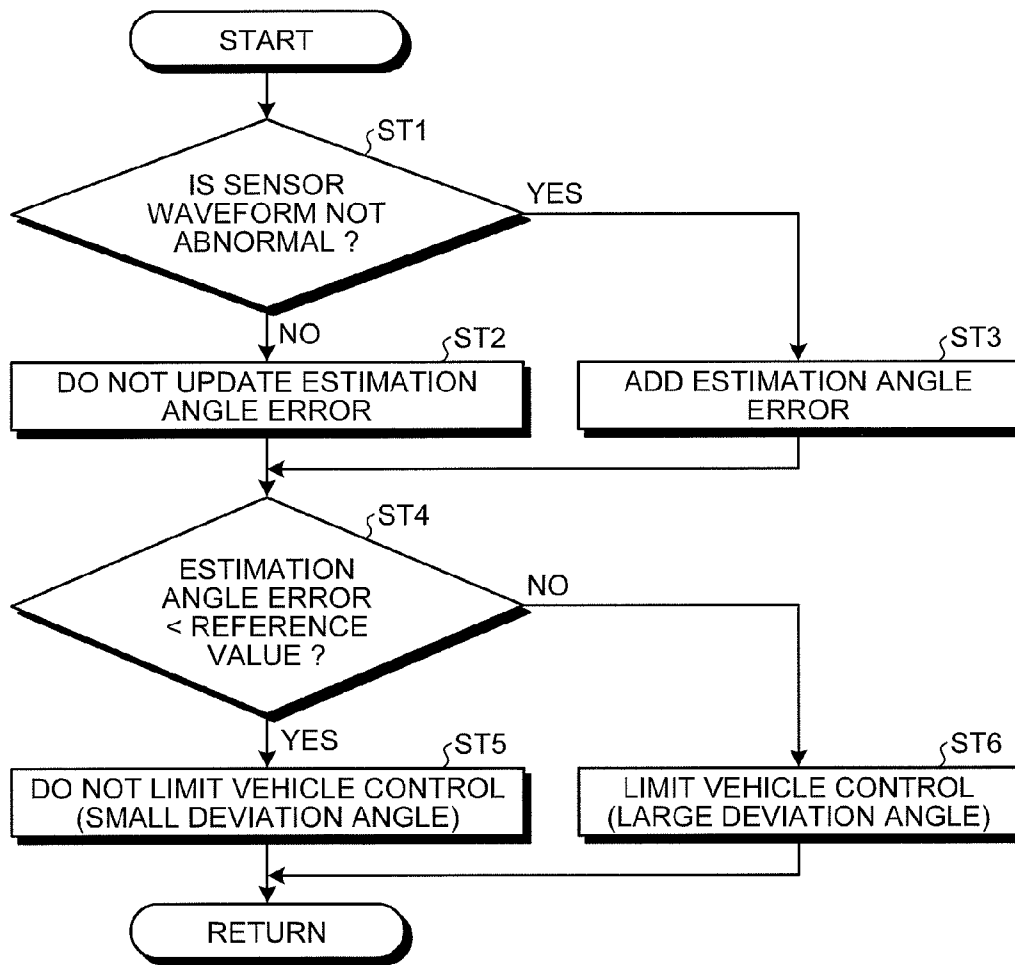 START
ST1
IS SENSOR
WAVEFORM NOT
ABNORMAL ?
YES
NO
ST2
DO NOT UPDATE ESTIMATION
ANGLE ERROR
ST3
ADD ESTIMATION ANGLE
ERROR
ST4
ESTIMATION
ANGLE ERROR
< REFERENCE
VALUE ?
NO
YES
ST5
DO NOT LIMIT VEHICLE CONTROL
(SMALL DEVIATION ANGLE)
ST6
LIMIT VEHICLE CONTROL
(LARGE DEVIATION ANGLE)
RETURN